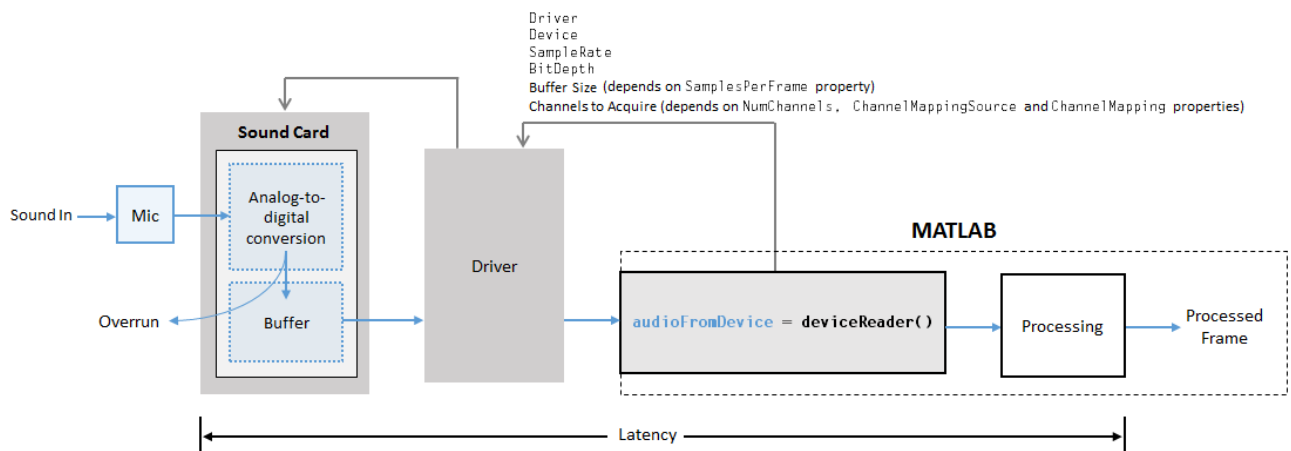 Driver
Device
SampleRate
BitDepth
Buffer Size (depends on SamplesPerFrame property)
Channels to Acquire (depends on NumChannels, ChannelMappingSource and ChannelMapping properties)
Sound Card
Analog-to-
digital
conversion
Sound In
Mic
MATLAB
Driver
Overrun
Buffer
audioFromDevice = deviceReader()
Processing
Processed
Frame
Latency